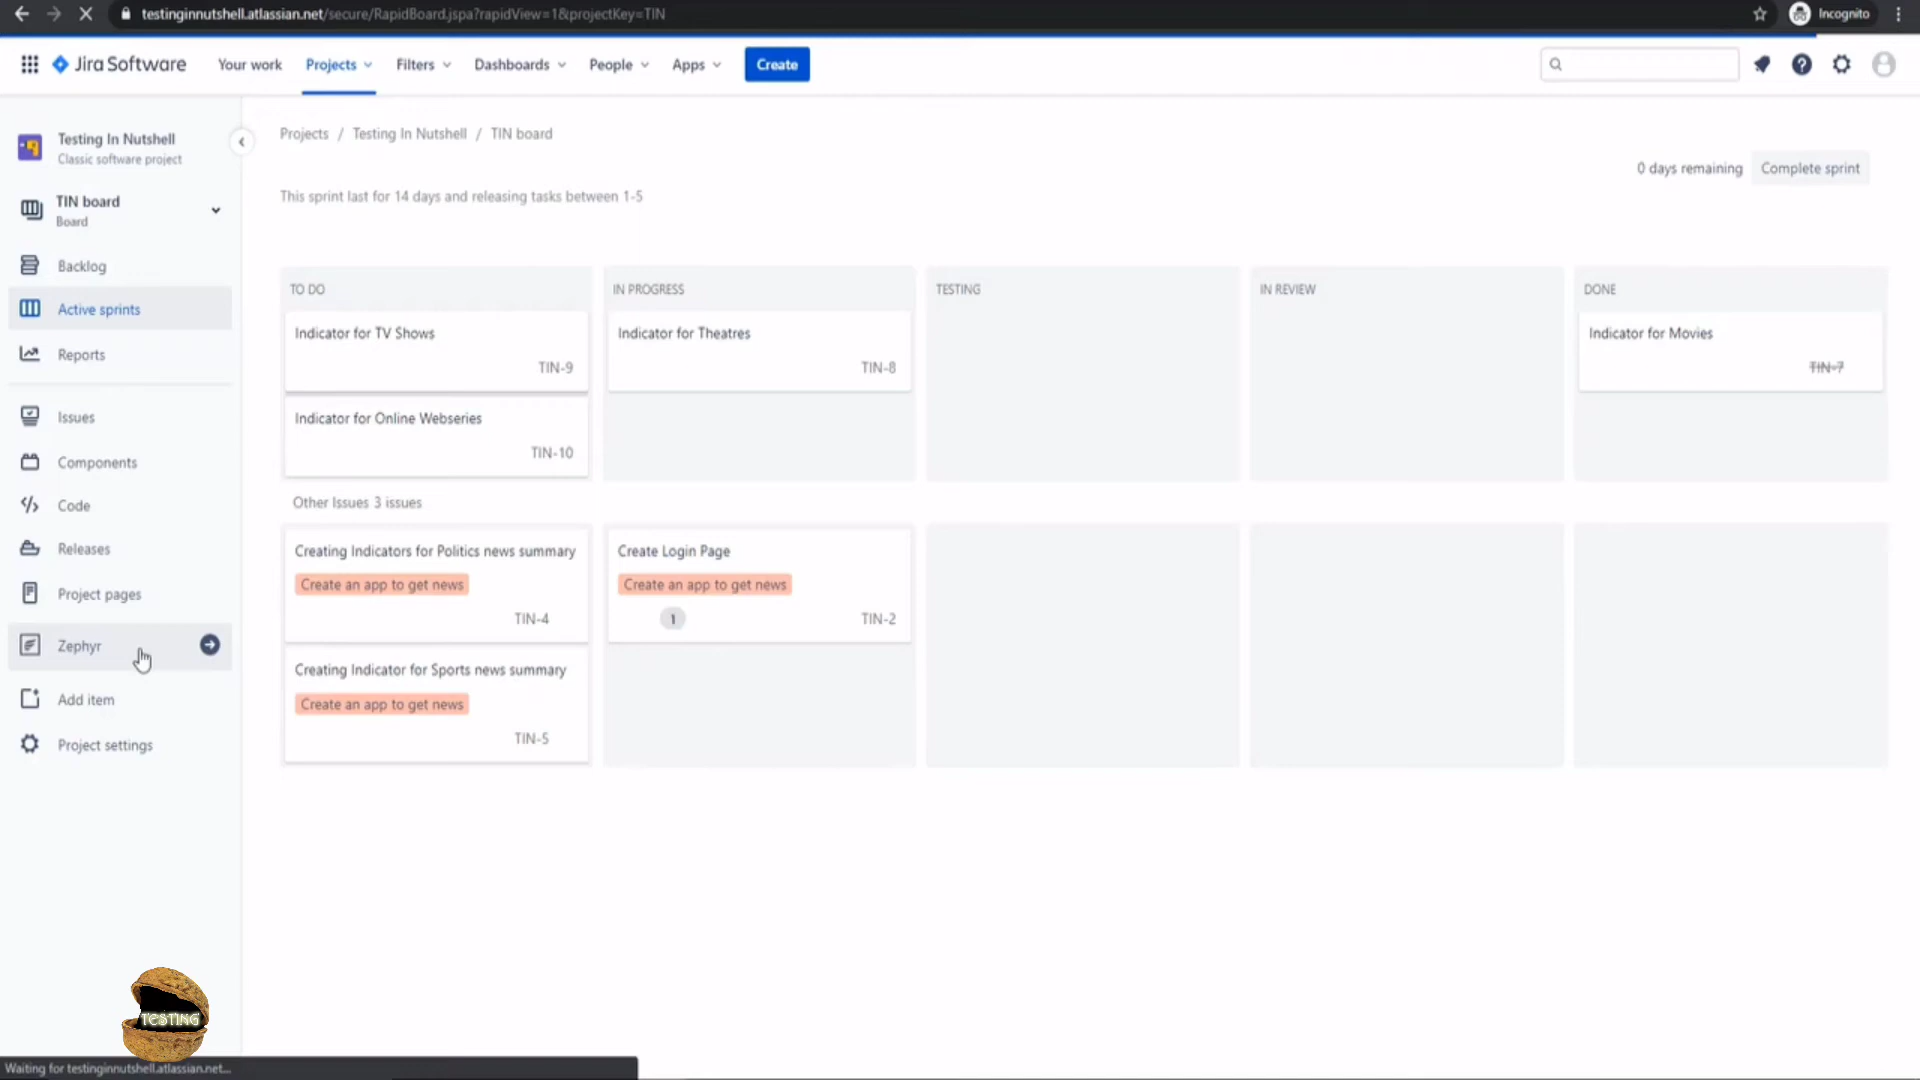 testinginnutshell.atlassian.net/secure/RapidBoard.jspa?rapidView=1&projectKey=TIN
Incognito
Jira Software
Your work
Projects
Filters
Dashboards
People
Apps
Create
Testing In Nutshell
Classic software project
TIN board
Board
Backlog
Active sprints
Reports
Issues
Components
Code
Releases
Project pages
Zephyr
Add item
Project settings
Projects / Testing In Nutshell / TIN board
0 days remaining
Complete sprint
This sprint last for 14 days and releasing tasks between 1-5
TO DO
IN PROGRESS
TESTING
IN REVIEW
DONE
Indicator for TV Shows
TIN-9
Indicator for Theatres
TIN-8
Indicator for Movies
TIN-7
Indicator for Online Webseries
TIN-10
Other Issues 3 issues
Creating Indicators for Politics news summary
Create an app to get news
TIN-4
Create Login Page
Create an app to get news
1
TIN-2
Creating Indicator for Sports news summary
Create an app to get news
TIN-5
TESTING
Waiting for testinginnutshell.atlassian.net...